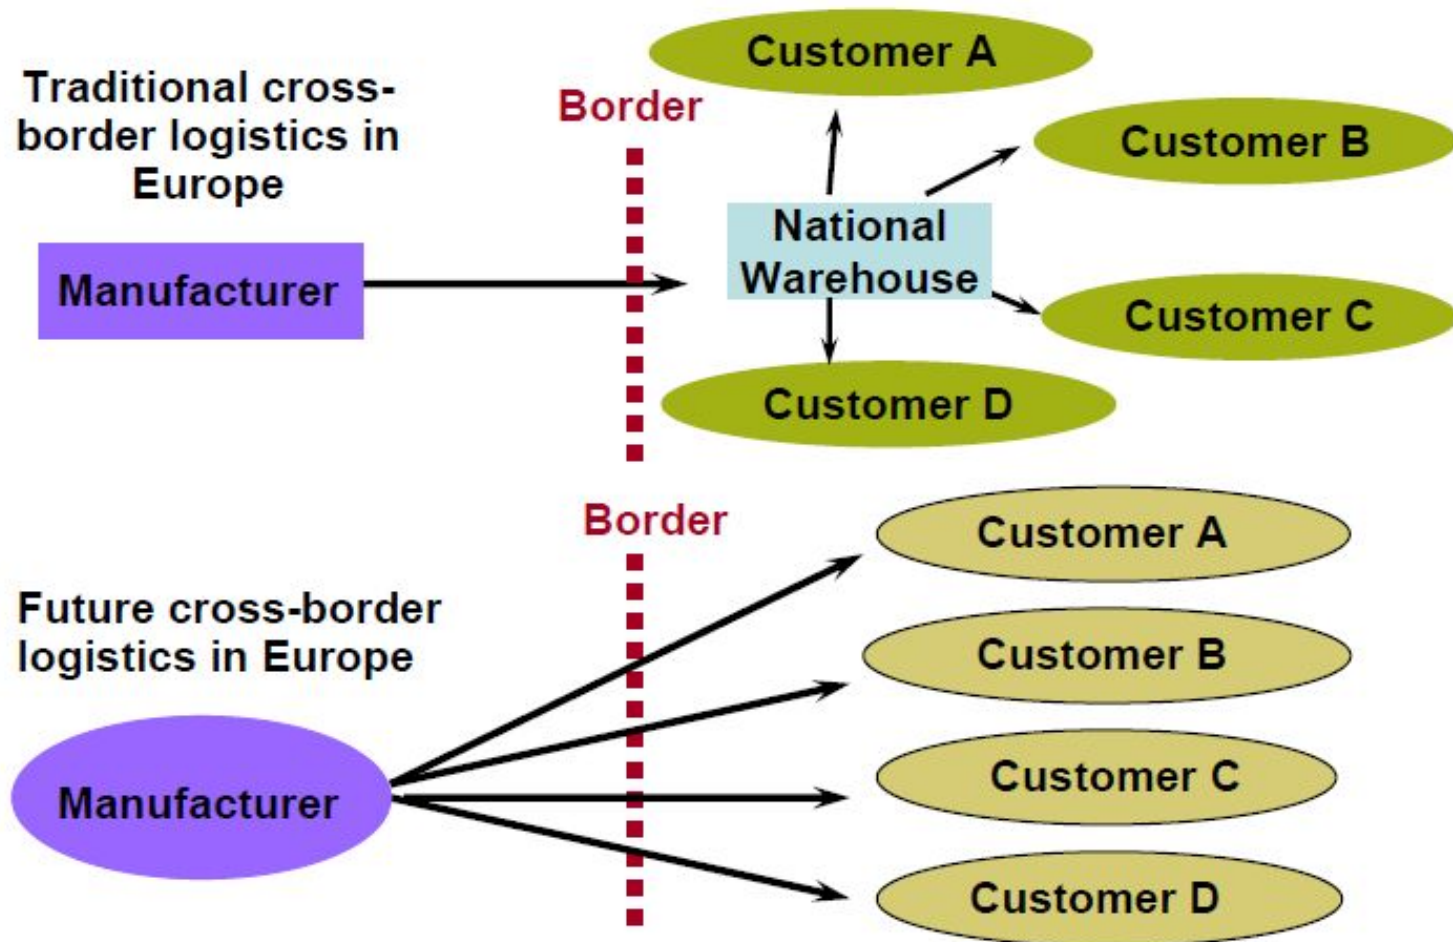 Traditional cross-
border logistics in
Europe
Border
Manufacturer
National
Warehouse
Customer A
Customer B
Customer C
Customer D
Future cross-border
logistics in Europe
Border
Manufacturer
Customer A
Customer B
Customer C
Customer D